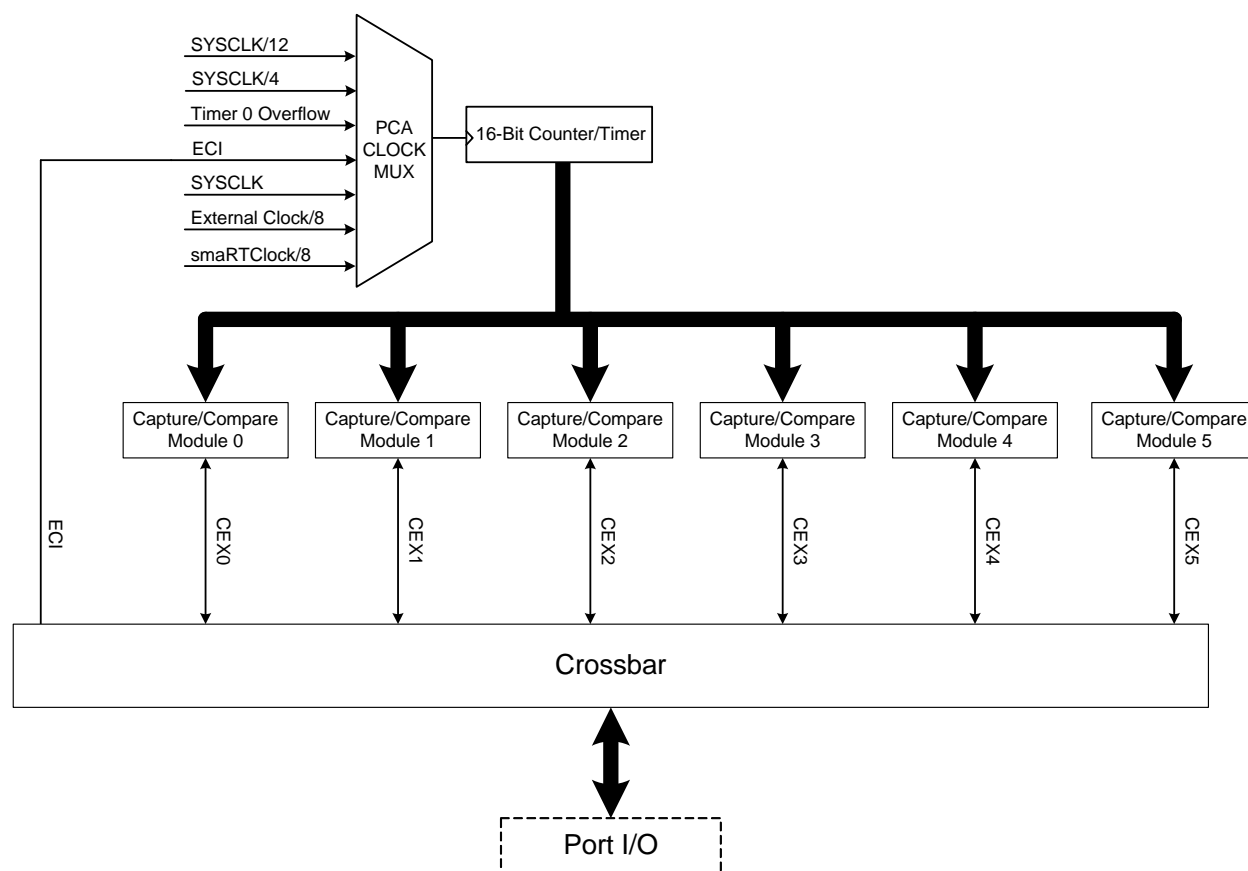 SYSCLK/12
SYSCLK/4
Timer 0 Overflow
ECI
SYSCLK
External Clock/8
smaRTClock/8
PCA
CLOCK
MUX
16-Bit Counter/Timer
Capture/Compare
Module 0
Capture/Compare
Module 1
Capture/Compare
Module 2
Capture/Compare
Module 3
Capture/Compare
Module 4
Capture/Compare
Module 5
ECI
CEX0
CEX1
CEX2
CEX3
CEX4
CEX5
Crossbar
Port I/O